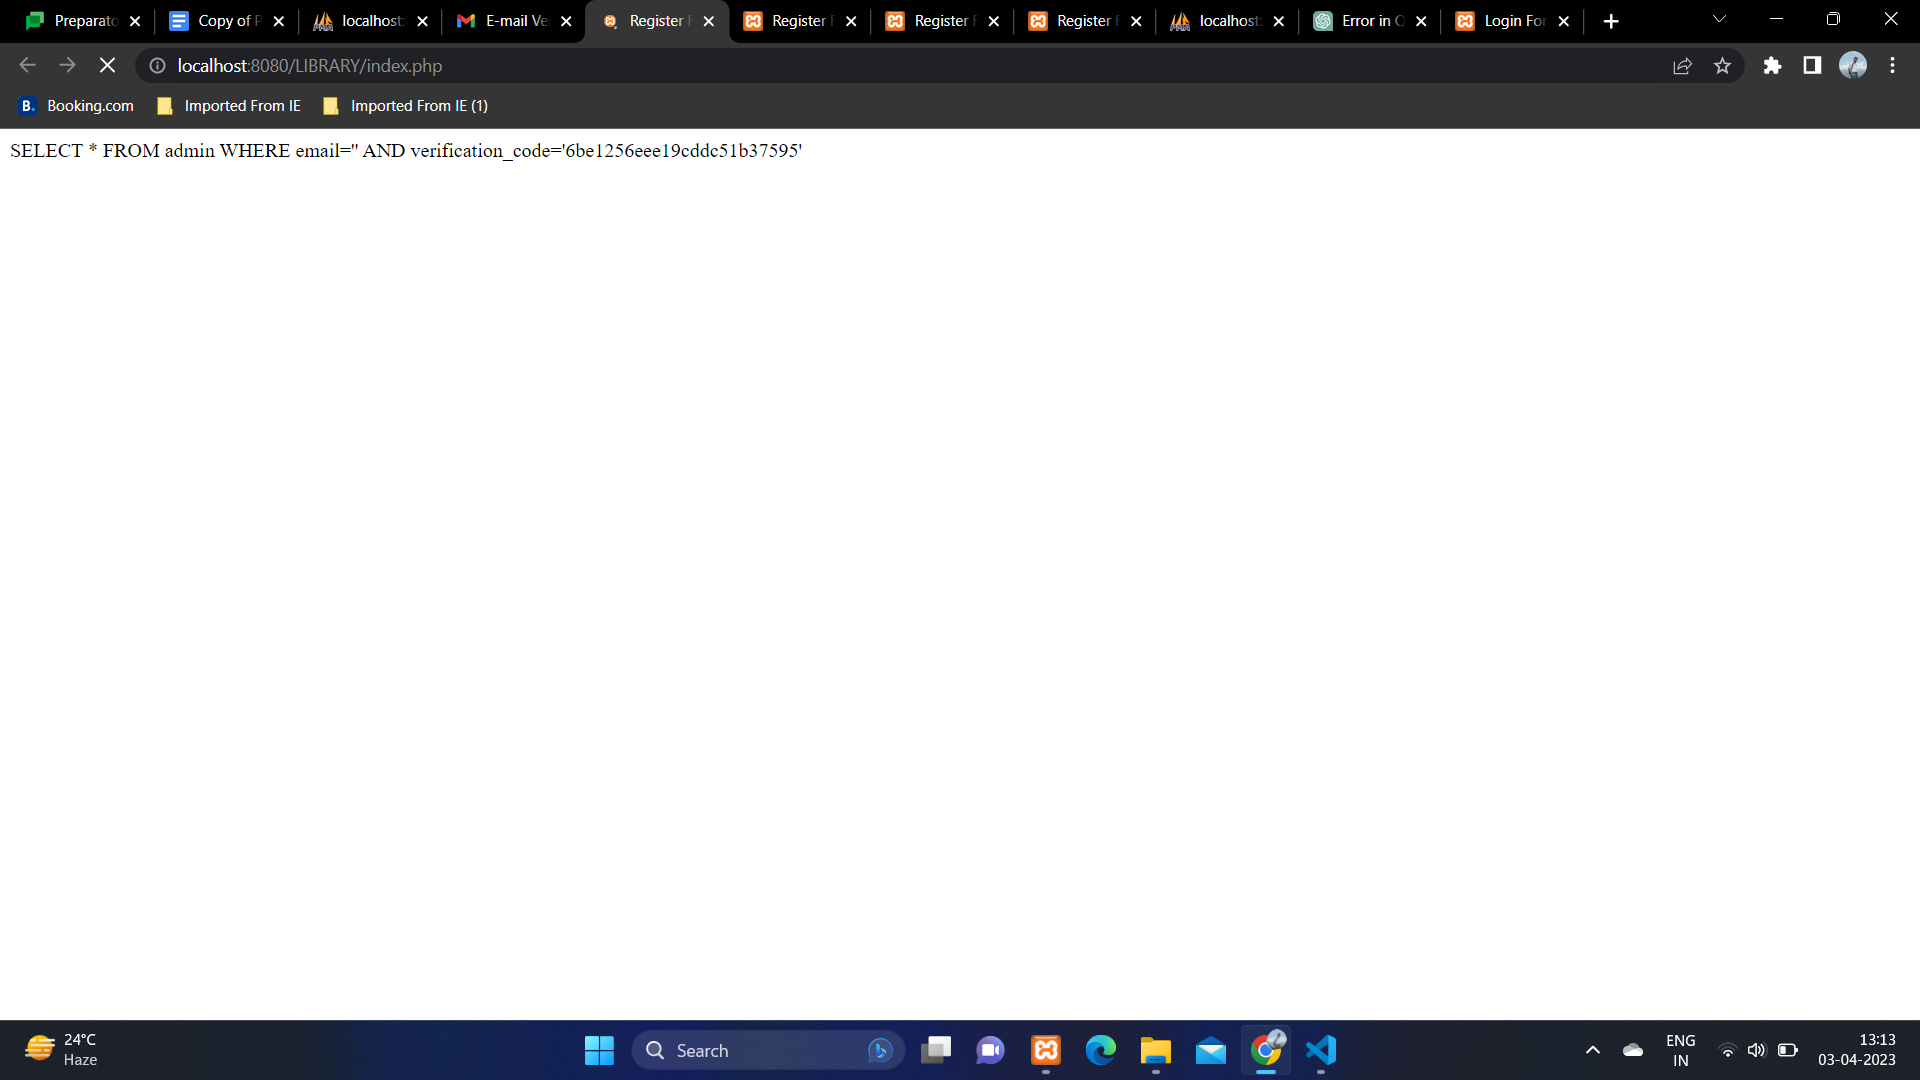 Preparato
Copy of P
localhost:
E-mail Ve
Register F
Register F
Register F
Register F
localhost:
Error in Q
Login For
localhost:8080/LIBRARY/index.php
B. Booking.com
Imported From IE
Imported From IE (1)
SELECT * FROM admin WHERE email='' AND verification_code='6be1256eee19cddc51b37595'
24°C
Haze
Search
ENG
IN
13:13
03-04-2023